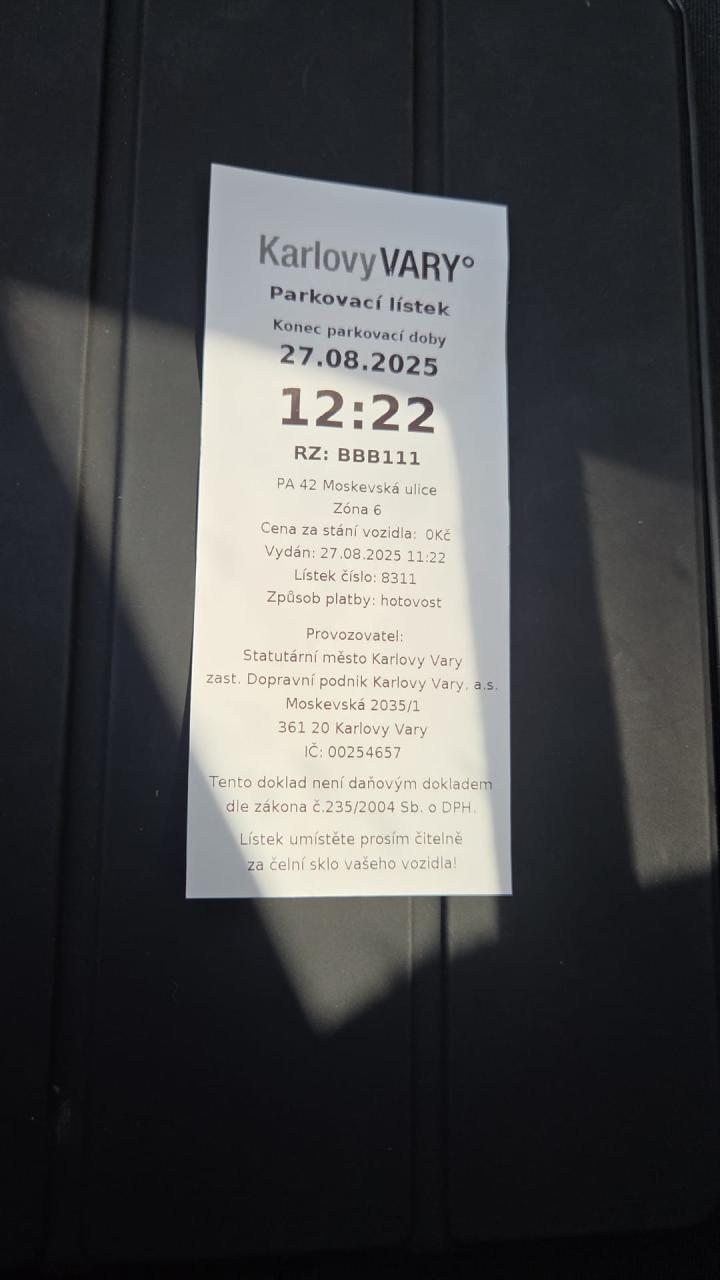 KarlovyVARY°
Parkovací lístek
Konec parkovací doby
27.08.2025
12:22
RZ: BBB111
PA 42 Moskevská ulice
Zóna 6
Cena za stání vozidla: 0Kč
Vydán: 27.08.2025 11:22
Lístek číslo: 8311
Způsob platby: hotovost
Provozovatel:
Statutární město Karlovy Vary
zast. Dopravní podnik Karlovy Vary, a.s.
Moskevská 2035/1
361 20 Karlovy Vary
IČ: 00254657
Tento doklad není daňovým dokladem
dle zákona č.235/2004 Sb. o DPH.
Lístek umístěte prosím čitelně
za čelní sklo vašeho vozidla!